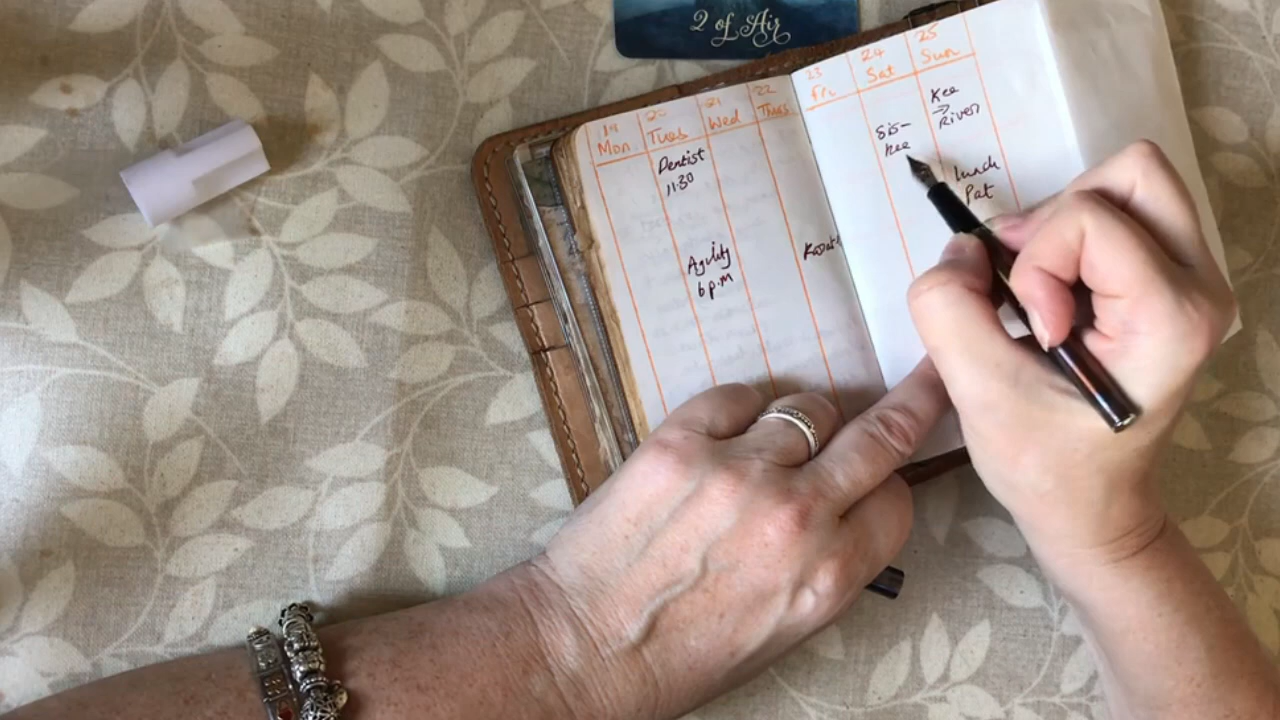 2 of Air
19
Mon
20
Tues
21
Wed
22
Thurs
23
Fri
24
Sat
25
Sun
Dentist
11.30
Agility
6 p.m
Kee
→
River
Sis-
Kee
Lunch
Pat